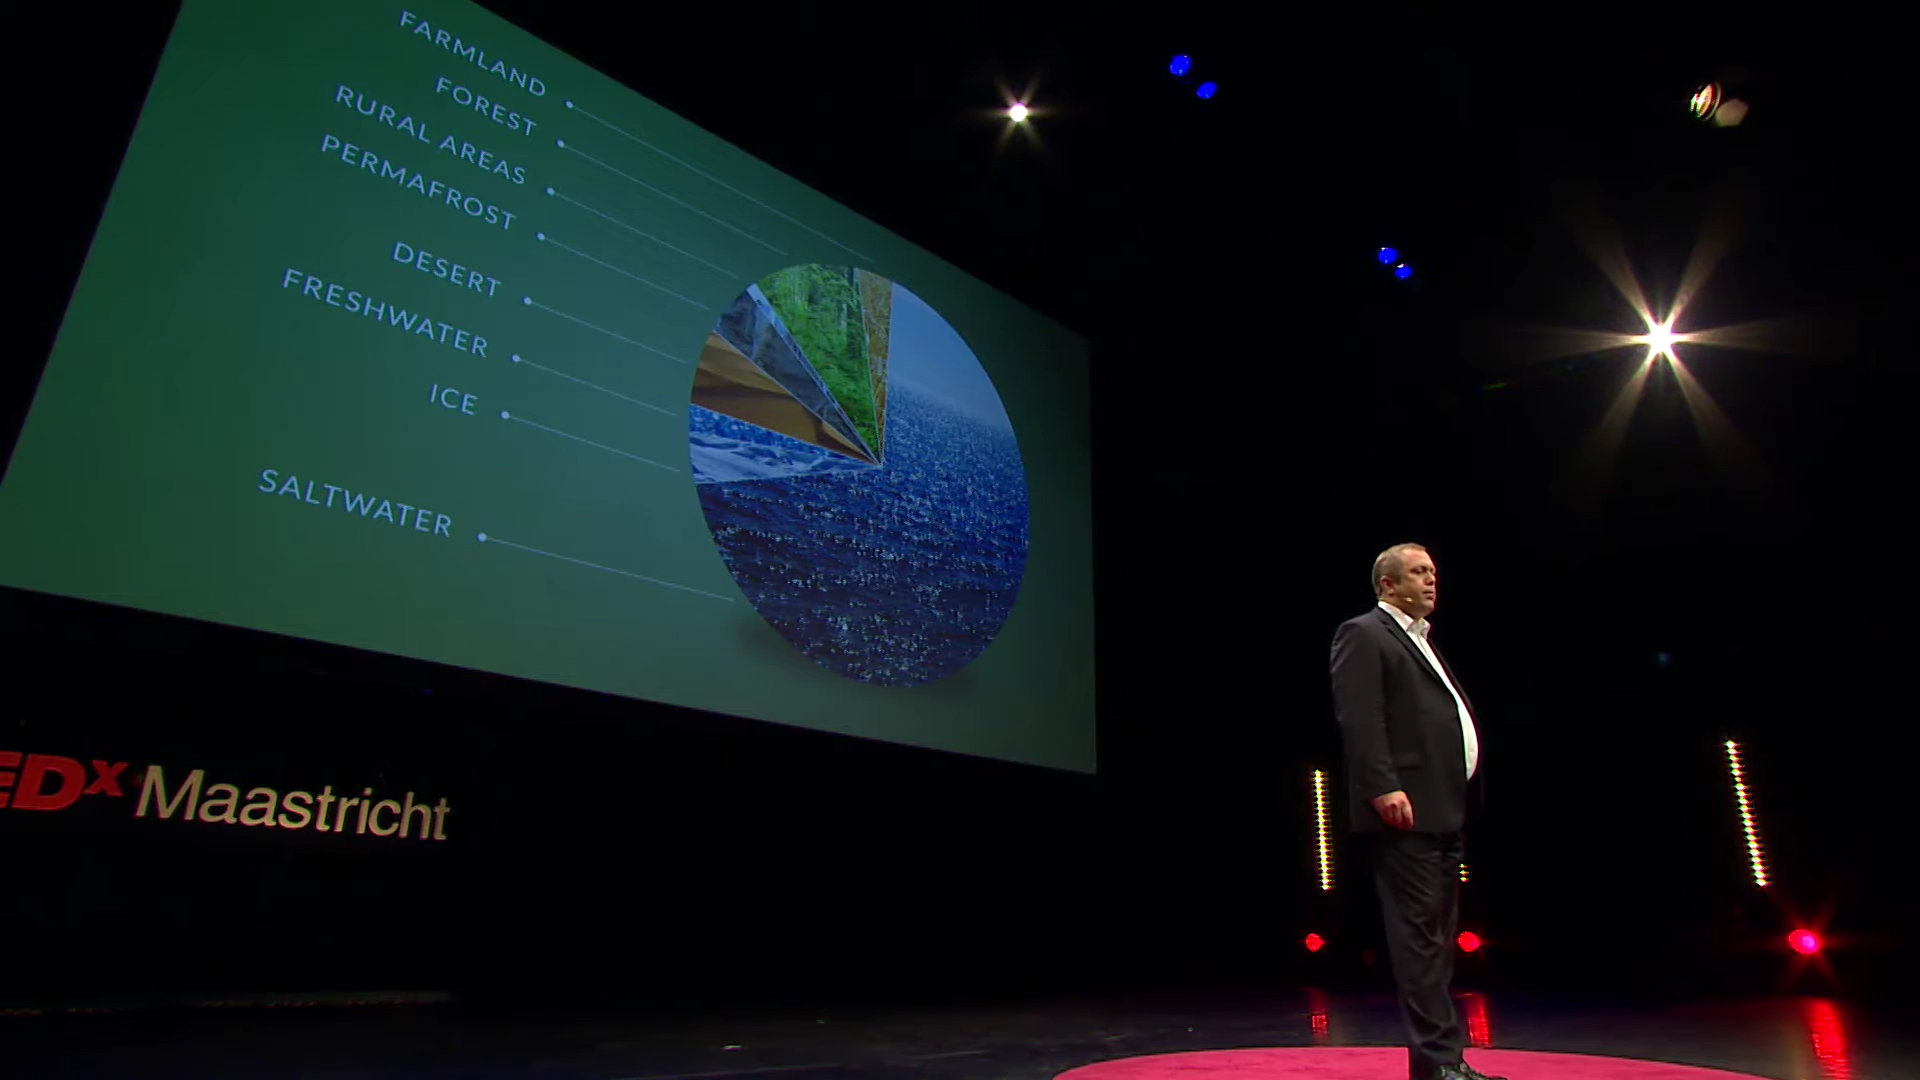 FARMLAND
FOREST
RURAL AREAS
PERMAFROST
DESERT
FRESHWATER
ICE
SALTWATER
EDx Maastricht